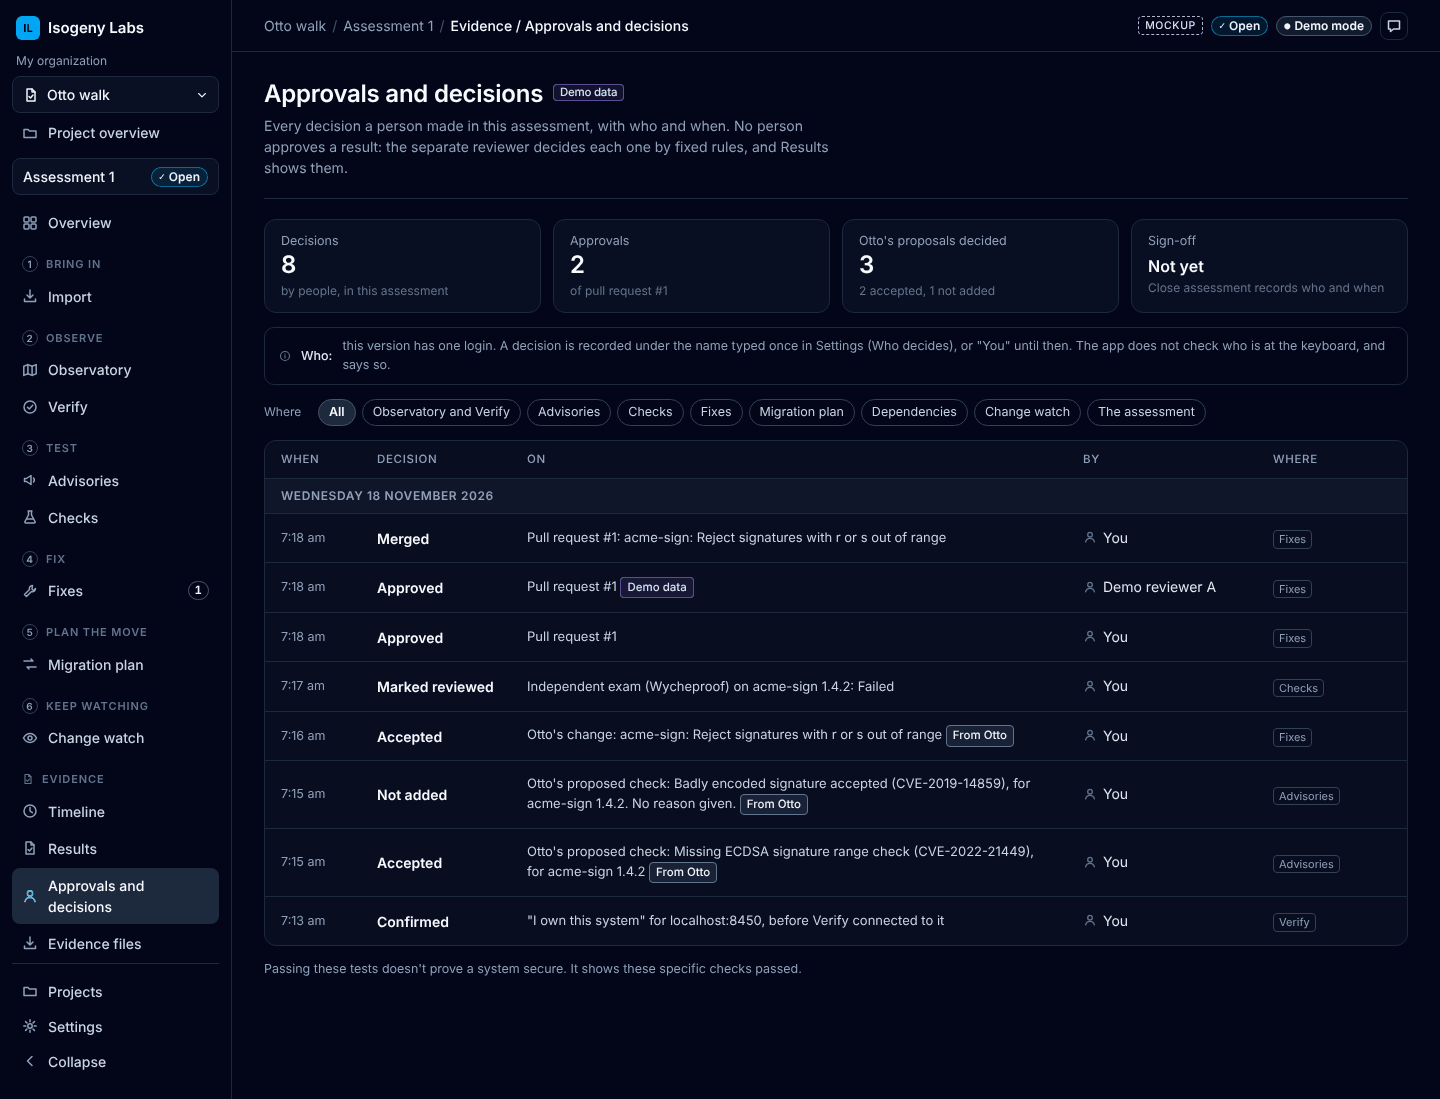 IL Isogeny Labs
My organization
Otto walk
Project overview
Assessment 1 ✓ Open
Overview
1 BRING IN
Import
2 OBSERVE
Observatory
Verify
3 TEST
Advisories
Checks
4 FIX
Fixes 1
5 PLAN THE MOVE
Migration plan
6 KEEP WATCHING
Change watch
EVIDENCE
Timeline
Results
Approvals and
decisions
Evidence files
Projects
Settings
Collapse
Otto walk / Assessment 1 / Evidence / Approvals and decisions
MOCKUP ✓ Open ● Demo mode
Approvals and decisions Demo data
Every decision a person made in this assessment, with who and when. No person
approves a result: the separate reviewer decides each one by fixed rules, and Results
shows them.
Decisions
8
by people, in this assessment
Approvals
2
of pull request #1
Otto's proposals decided
3
2 accepted, 1 not added
Sign-off
Not yet
Close assessment records who and when
Who: this version has one login. A decision is recorded under the name typed once in Settings (Who decides), or "You" until then. The app does not check who is at the keyboard, and
says so.
Where All Observatory and Verify Advisories Checks Fixes Migration plan Dependencies Change watch The assessment
WHEN DECISION ON BY WHERE
WEDNESDAY 18 NOVEMBER 2026
7:18 am Merged Pull request #1: acme-sign: Reject signatures with r or s out of range You Fixes
7:18 am Approved Pull request #1 Demo data Demo reviewer A Fixes
7:18 am Approved Pull request #1 You Fixes
7:17 am Marked reviewed Independent exam (Wycheproof) on acme-sign 1.4.2: Failed You Checks
7:16 am Accepted Otto's change: acme-sign: Reject signatures with r or s out of range From Otto You Fixes
7:15 am Not added Otto's proposed check: Badly encoded signature accepted (CVE-2019-14859), for
acme-sign 1.4.2. No reason given. From Otto You Advisories
7:15 am Accepted Otto's proposed check: Missing ECDSA signature range check (CVE-2022-21449),
for acme-sign 1.4.2 From Otto You Advisories
7:13 am Confirmed "I own this system" for localhost:8450, before Verify connected to it You Verify
Passing these tests doesn't prove a system secure. It shows these specific checks passed.